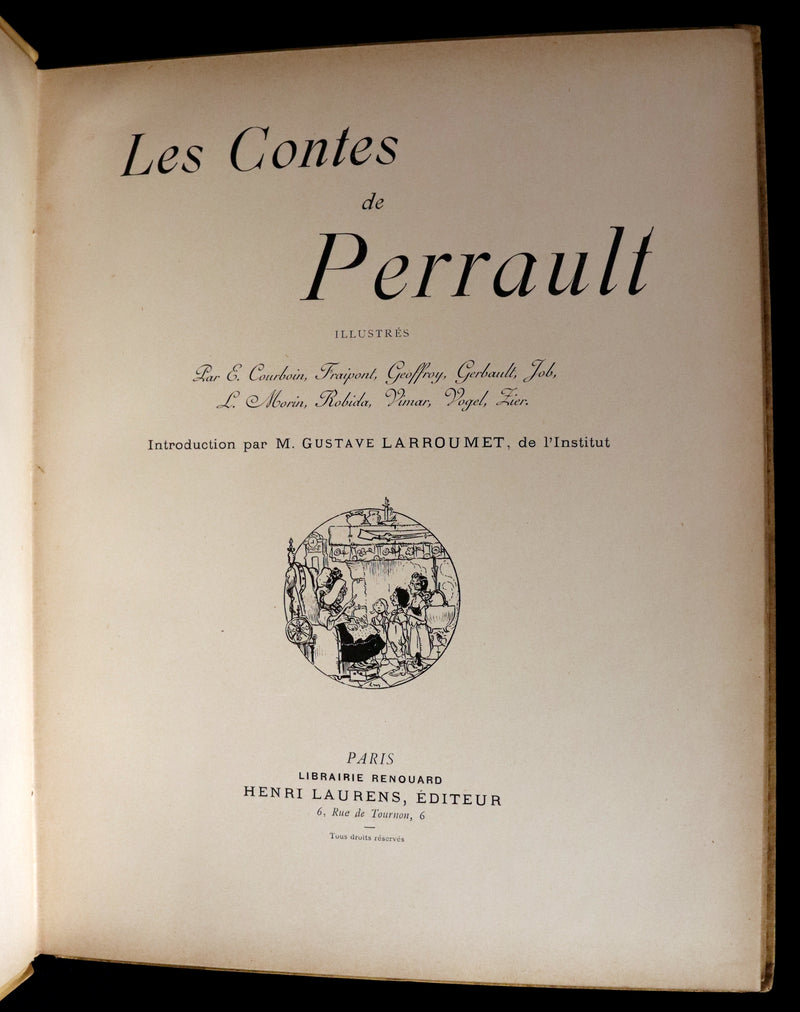 Les Contes
de
Perrault
ILLUSTRÉS
Par E. Courboin, Fraipont, Geoffroy, Gerbault, Job,
L. Morin, Robida, Vimar, Vogel, Zier.
Introduction par M. GUSTAVE LARROUMET, de l'Institut
PARIS
LIBRAIRIE RENOUARD
HENRI LAURENS, ÉDITEUR
6, Rue de Tournon, 6
Tous droits réservés